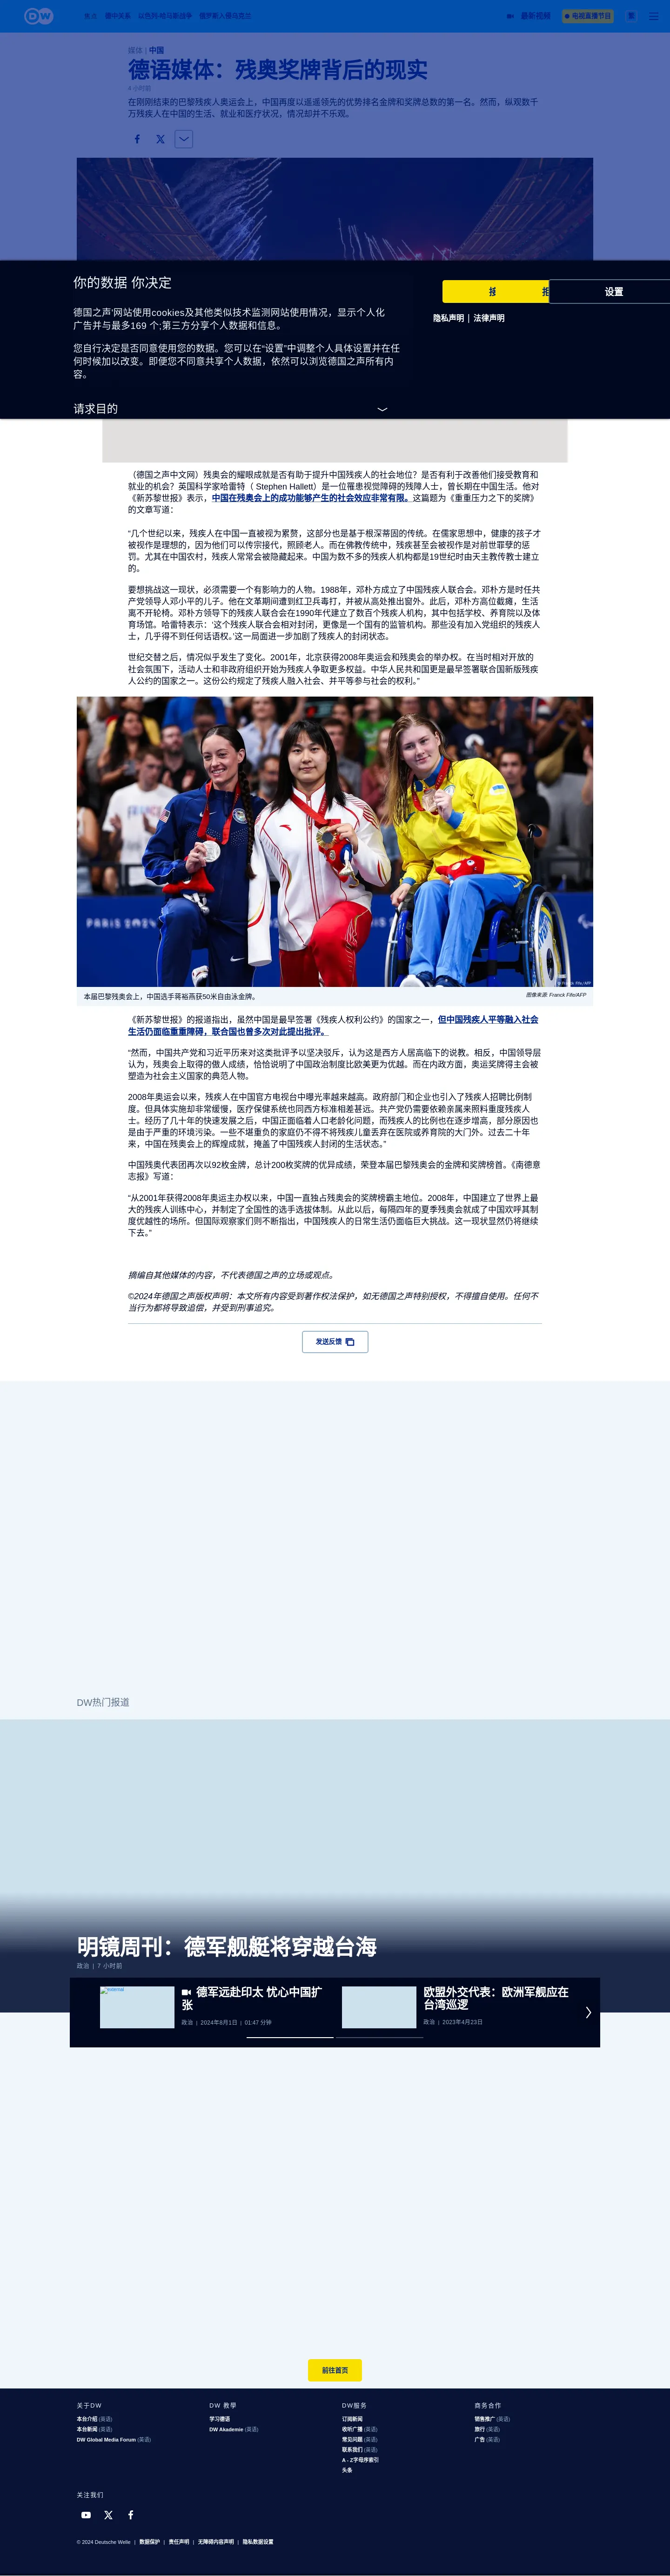 DW
焦点 德中关系 以色列-哈马斯战争 俄罗斯入侵乌克兰
最新视频 电视直播节目 繁
媒体 | 中国
德语媒体：残奥奖牌背后的现实
4 小时前
在刚刚结束的巴黎残疾人奥运会上，中国再度以遥遥领先的优势排名金牌和奖牌总数的第一名。然而，纵观数千
万残疾人在中国的生活、就业和医疗状况，情况却并不乐观。
你的数据 你决定
德国之声'网站使用cookies及其他类似技术监测网站使用情况，显示个人化
广告并与最多169 个;第三方分享个人数据和信息。
您自行决定是否同意使用您的数据。您可以在“设置”中调整个人具体设置并在任
何时候加以改变。即便您不同意共享个人数据，依然可以浏览德国之声所有内
容。
请求目的
设置
隐私声明 | 法律声明
（德国之声中文网）残奥会的耀眼成就是否有助于提升中国残疾人的社会地位？是否有利于改善他们接受教育和
就业的机会？英国科学家哈雷特（ Stephen Hallett）是一位罹患视觉障碍的残障人士，曾长期在中国生活。他对
《新苏黎世报》表示，中国在残奥会上的成功能够产生的社会效应非常有限。这篇题为《重重压力之下的奖牌》
的文章写道：
“几个世纪以来，残疾人在中国一直被视为累赘，这部分也是基于根深蒂固的传统。在儒家思想中，健康的孩子才
被视作是理想的，因为他们可以传宗接代，照顾老人。而在佛教传统中，残疾甚至会被视作是对前世罪孽的惩
罚。尤其在中国农村，残疾人常常会被隐藏起来。中国为数不多的残疾人机构都是19世纪时由天主教传教士建立
的。
要想挑战这一现状，必须需要一个有影响力的人物。1988年，邓朴方成立了中国残疾人联合会。邓朴方是时任共
产党领导人邓小平的儿子。他在文革期间遭到红卫兵毒打，并被从高处推出窗外。此后，邓朴方高位截瘫，生活
离不开轮椅。邓朴方领导下的残疾人联合会在1990年代建立了数百个残疾人机构，其中包括学校、养育院以及体
育场馆。哈雷特表示：‘这个残疾人联合会相对封闭，更像是一个国有的监管机构。那些没有加入党组织的残疾人
士，几乎得不到任何话语权。’这一局面进一步加剧了残疾人的封闭状态。
世纪交替之后，情况似乎发生了变化。2001年，北京获得2008年奥运会和残奥会的举办权。在当时相对开放的
社会氛围下，活动人士和非政府组织开始为残疾人争取更多权益。中华人民共和国更是最早签署联合国新版残疾
人公约的国家之一。这份公约规定了残疾人融入社会、并平等参与社会的权利。”
PARIS 2024
本届巴黎残奥会上，中国选手蒋裕燕获50米自由泳金牌。
图像来源: Franck Fife/AFP
《新苏黎世报》的报道指出，虽然中国是最早签署《残疾人权利公约》的国家之一，但中国残疾人平等融入社会
生活仍面临重重障碍，联合国也曾多次对此提出批评。
“然而，中国共产党和习近平历来对这类批评予以坚决驳斥，认为这是西方人居高临下的说教。相反，中国领导层
认为，残奥会上取得的傲人成绩，恰恰说明了中国政治制度比欧美更为优越。而在内政方面，奥运奖牌得主会被
塑造为社会主义国家的典范人物。
2008年奥运会以来，残疾人在中国官方电视台中曝光率越来越高。政府部门和企业也引入了残疾人招聘比例制
度。但具体实施却非常缓慢，医疗保健系统也同西方标准相差甚远。共产党仍需要依赖亲属来照料重度残疾人
士。经历了几十年的快速发展之后，中国正面临着人口老龄化问题，而残疾人的比例也在逐步增高，部分原因也
是由于严重的环境污染。一些不堪重负的家庭仍不得不将残疾儿童丢弃在医院或养育院的大门外。过去二十年
来，中国在残奥会上的辉煌成就，掩盖了中国残疾人封闭的生活状态。”
中国残奥代表团再次以92枚金牌，总计200枚奖牌的优异成绩，荣登本届巴黎残奥会的金牌和奖牌榜首。《南德意
志报》写道：
“从2001年获得2008年奥运主办权以来，中国一直独占残奥会的奖牌榜霸主地位。2008年，中国建立了世界上最
大的残疾人训练中心，并制定了全国性的选手选拔体制。从此以后，每隔四年的夏季残奥会就成了中国欢呼其制
度优越性的场所。但国际观察家们则不断指出，中国残疾人的日常生活仍面临巨大挑战。这一现状显然仍将继续
下去。”
摘编自其他媒体的内容，不代表德国之声的立场或观点。
©2024年德国之声版权声明：本文所有内容受到著作权法保护，如无德国之声特别授权，不得擅自使用。任何不
当行为都将导致追偿，并受到刑事追究。
发送反馈
DW热门报道
明镜周刊：德军舰艇将穿越台海
政治 | 7 小时前
德军远赴印太 忧心中国扩
张
政治 | 2024年8月1日 | 01:47 分钟
欧盟外交代表：欧洲军舰应在
台湾巡逻
政治 | 2023年4月23日
前往首页
关于DW
本台介绍 (英语)
本台新闻 (英语)
DW Global Media Forum (英语)
DW 教學
学习德语
DW Akademie (英语)
DW服务
订阅新闻
收听广播 (英语)
常见问题 (英语)
联系我们 (英语)
A - Z字母序索引
头条
商务合作
销售推广 (英语)
旅行 (英语)
广告 (英语)
关注我们
© 2024 Deutsche Welle | 数据保护 | 责任声明 | 无障碍内容声明 | 隐私数据设置